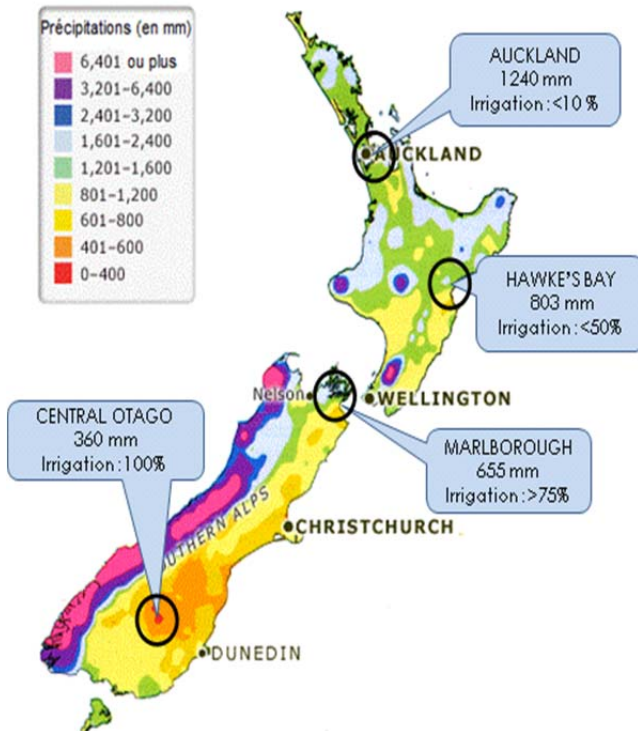 Précipitations (en mm)
6,401 ou plus
3,201–6,400
2,401–3,200
1,601–2,400
1,201–1,600
801–1,200
601–800
401–600
0–400
AUCKLAND
1240 mm
Irrigation : <10 %
AUCKLAND
HAWKE'S BAY
803 mm
Irrigation : <50%
Nelson
WELLINGTON
CENTRAL OTAGO
360 mm
Irrigation : 100%
MARLBOROUGH
655 mm
Irrigation : >75%
SOUTHERN ALPS
CHRISTCHURCH
DUNEDIN